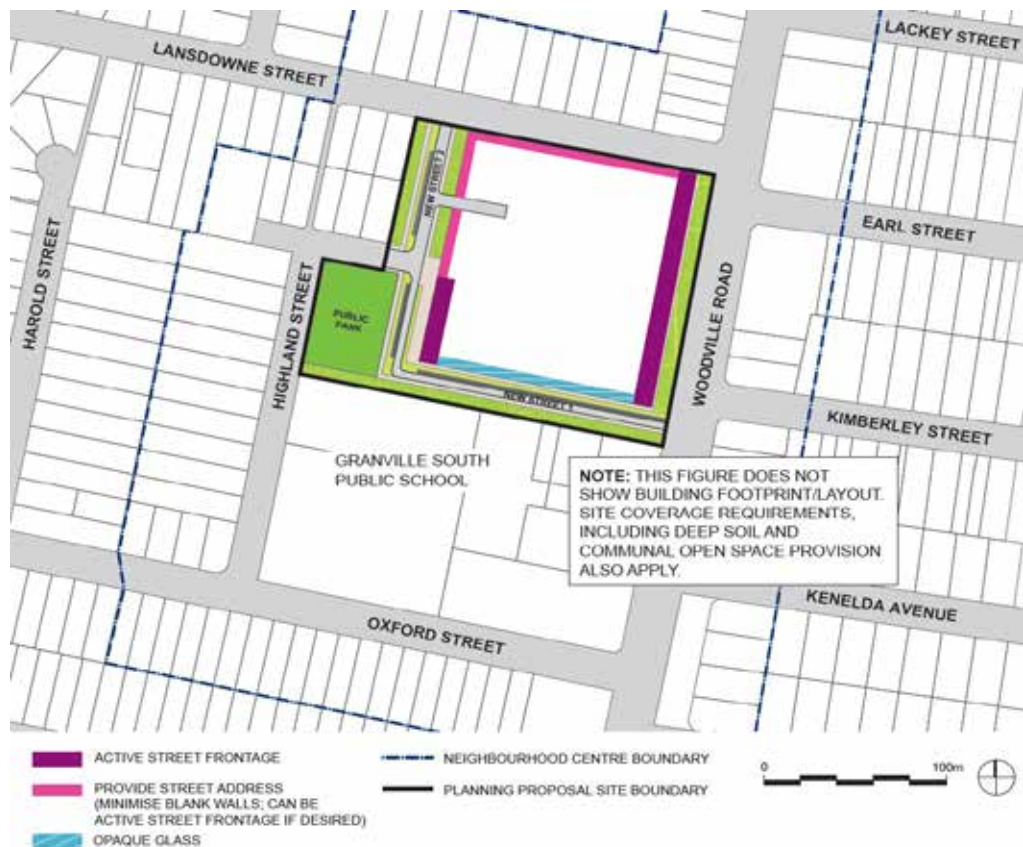 LANSDOWNE STREET
LACKEY STREET
NEW STREET
EARL STREET
HAROLD STREET
HIGHLAND STREET
PUBLIC
PARK
WOODVILLE ROAD
NEW STREET 1
KIMBERLEY STREET
GRANVILLE SOUTH
PUBLIC SCHOOL
NOTE: THIS FIGURE DOES NOT
SHOW BUILDING FOOTPRINT/LAYOUT.
SITE COVERAGE REQUIREMENTS,
INCLUDING DEEP SOIL AND
COMMUNAL OPEN SPACE PROVISION
ALSO APPLY.
KENELDA AVENUE
OXFORD STREET
ACTIVE STREET FRONTAGE
PROVIDE STREET ADDRESS
(MINIMISE BLANK WALLS; CAN BE
ACTIVE STREET FRONTAGE IF DESIRED)
OPAQUE GLASS
NEIGHBOURHOOD CENTRE BOUNDARY
PLANNING PROPOSAL SITE BOUNDARY
0 100m